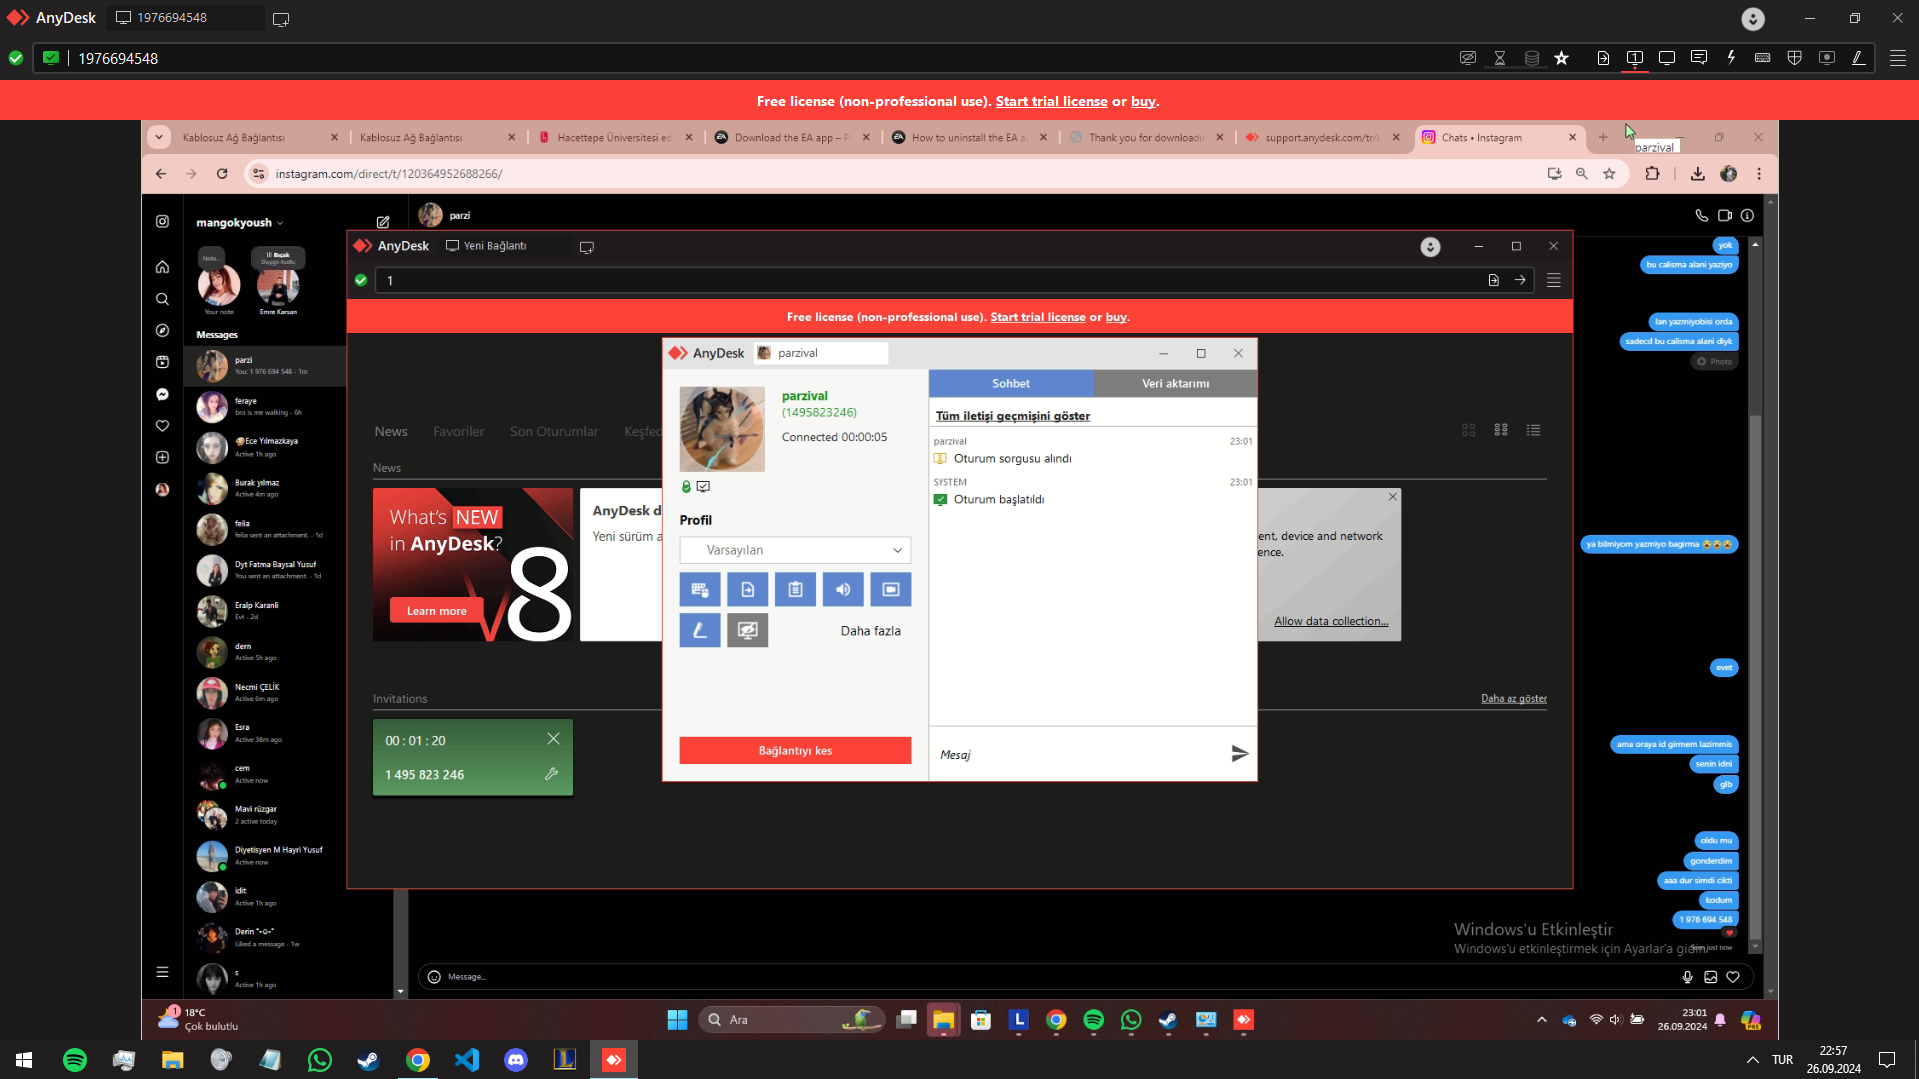 AnyDesk
1976694548
1976694548
Free license (non-professional use). Start trial license or buy.
Kablosuz Ağ Bağlantısı
Kablosuz Ağ Bağlantısı
Hacettepe Üniversitesi ed
Download the EA app – P
How to uninstall the EA a
Thank you for downloadi
support.anydesk.com/tr/k
Chats • Instagram
parzival
instagram.com/direct/t/120364952688266/
mangokyoush
parzi
Note...
Bıçak
Your note
Emre Karsan
Messages
parzi
You: 1 976 694 548 · 1m
feraye
bro is me walking · 6h
Ece Yılmazkaya
Active 1h ago
Burak yılmaz
Active 4m ago
felia
felia sent an attachment. · 1d
Dyt Fatma Baysal Yusuf
You sent an attachment. · 1d
Eralp Karanli
Evt · 2d
dern
Active 5h ago
Necmi ÇELİK
Active 6m ago
Esra
Active 38m ago
cem
Active now
Mavi rüzgar
2 active today
Diyetisyen M Hayri Yusuf
Active now
idit
Active 1h ago
Derin
Liked a message · 1w
s
Active 1h ago
AnyDesk
Yeni Bağlantı
1
Free license (non-professional use). Start trial license or buy.
News
Favoriler
Son Oturumlar
Keşfed
News
What's NEW
in AnyDesk?
Learn more
V8
AnyDesk d
Yeni sürüm a
ent, device and network
ence.
Allow data collection...
Invitations
Daha az göster
00 : 01 : 20
1 495 823 246
AnyDesk
parzival
parzival
(1495823246)
Connected 00:00:05
Profil
Varsayılan
Daha fazla
Bağlantıyı kes
Sohbet
Veri aktarımı
Tüm iletişi geçmişini göster
parzival
23:01
Oturum sorgusu alındı
SYSTEM
23:01
Oturum başlatıldı
Mesaj
yok
bu calisma alani yaziyo
lan yazmiyobisi orda
sadecd bu calisma alani diyk
Photo
ya bilmiyom yazmiyo bagirma 😭😭😭
evet
ama oraya id girmem lazimmis
senin idni
glb
oldu mu
gonderdim
aaa dur simdi cikti
kodum
1 976 694 548
Windows'u Etkinleştir
Windows'u etkinleştirmek için Ayarlar'a gidin.
just now
Message...
1
18°C
Çok bulutlu
Ara
23:01
26.09.2024
TUR
22:57
26.09.2024